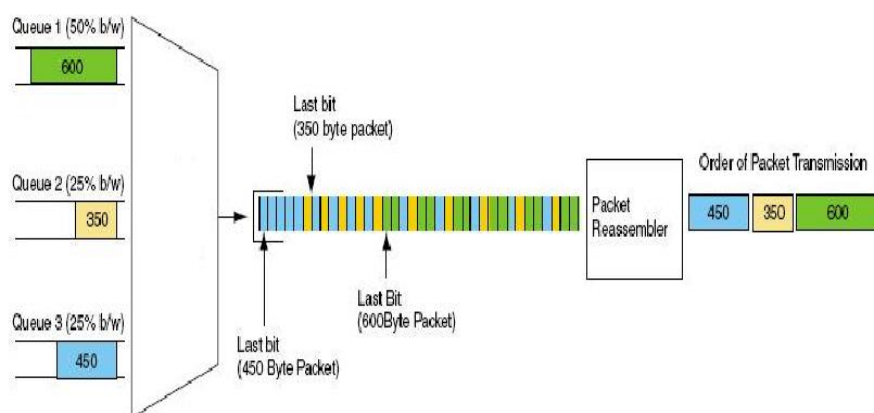 Queue 1 (50% b/w)
600
Queue 2 (25% b/w)
350
Queue 3 (25% b/w)
450
Last bit
(350 byte packet)
Last bit
(450 Byte Packet)
Last Bit
(600Byte Packet)
Packet
Reassembler
Order of Packet Transmission
450
350
600